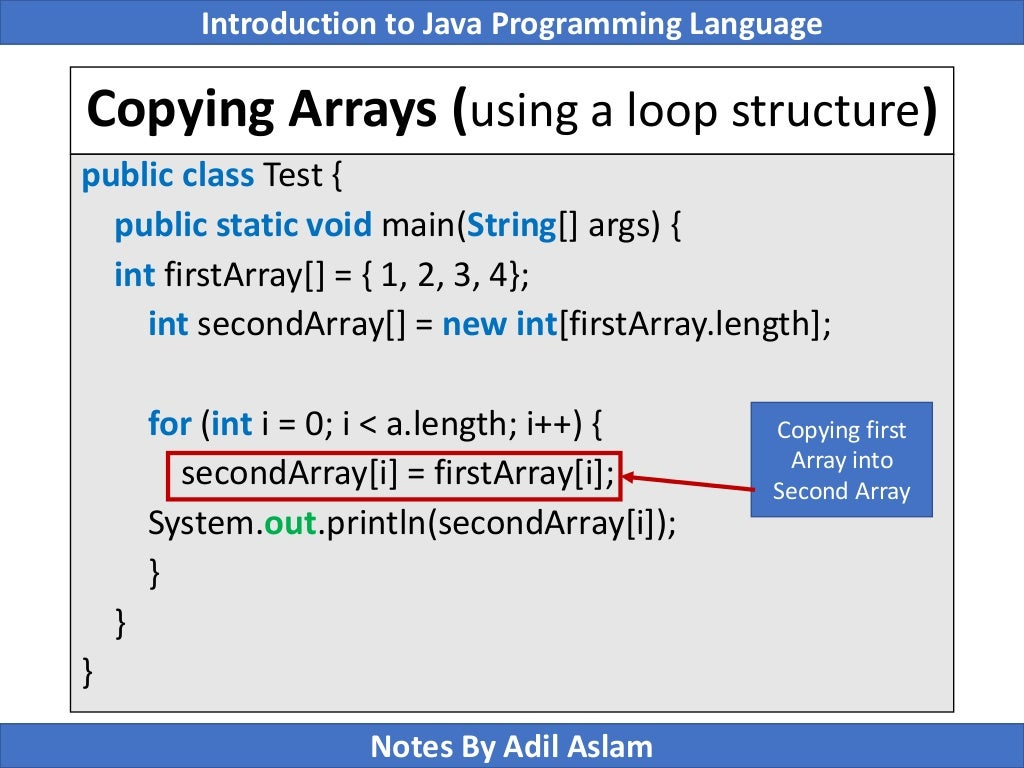 Introduction to Java Programming Language
Copying Arrays (using a loop structure)
public class Test {
public static void main(String[] args) {
int firstArray[] = { 1, 2, 3, 4};
int secondArray[] = new int[firstArray.length];
for (int i = 0; i < a.length; i++) {
secondArray[i] = firstArray[i];
System.out.println(secondArray[i]);
}
}
}
Copying first
Array into
Second Array
Notes By Adil Aslam